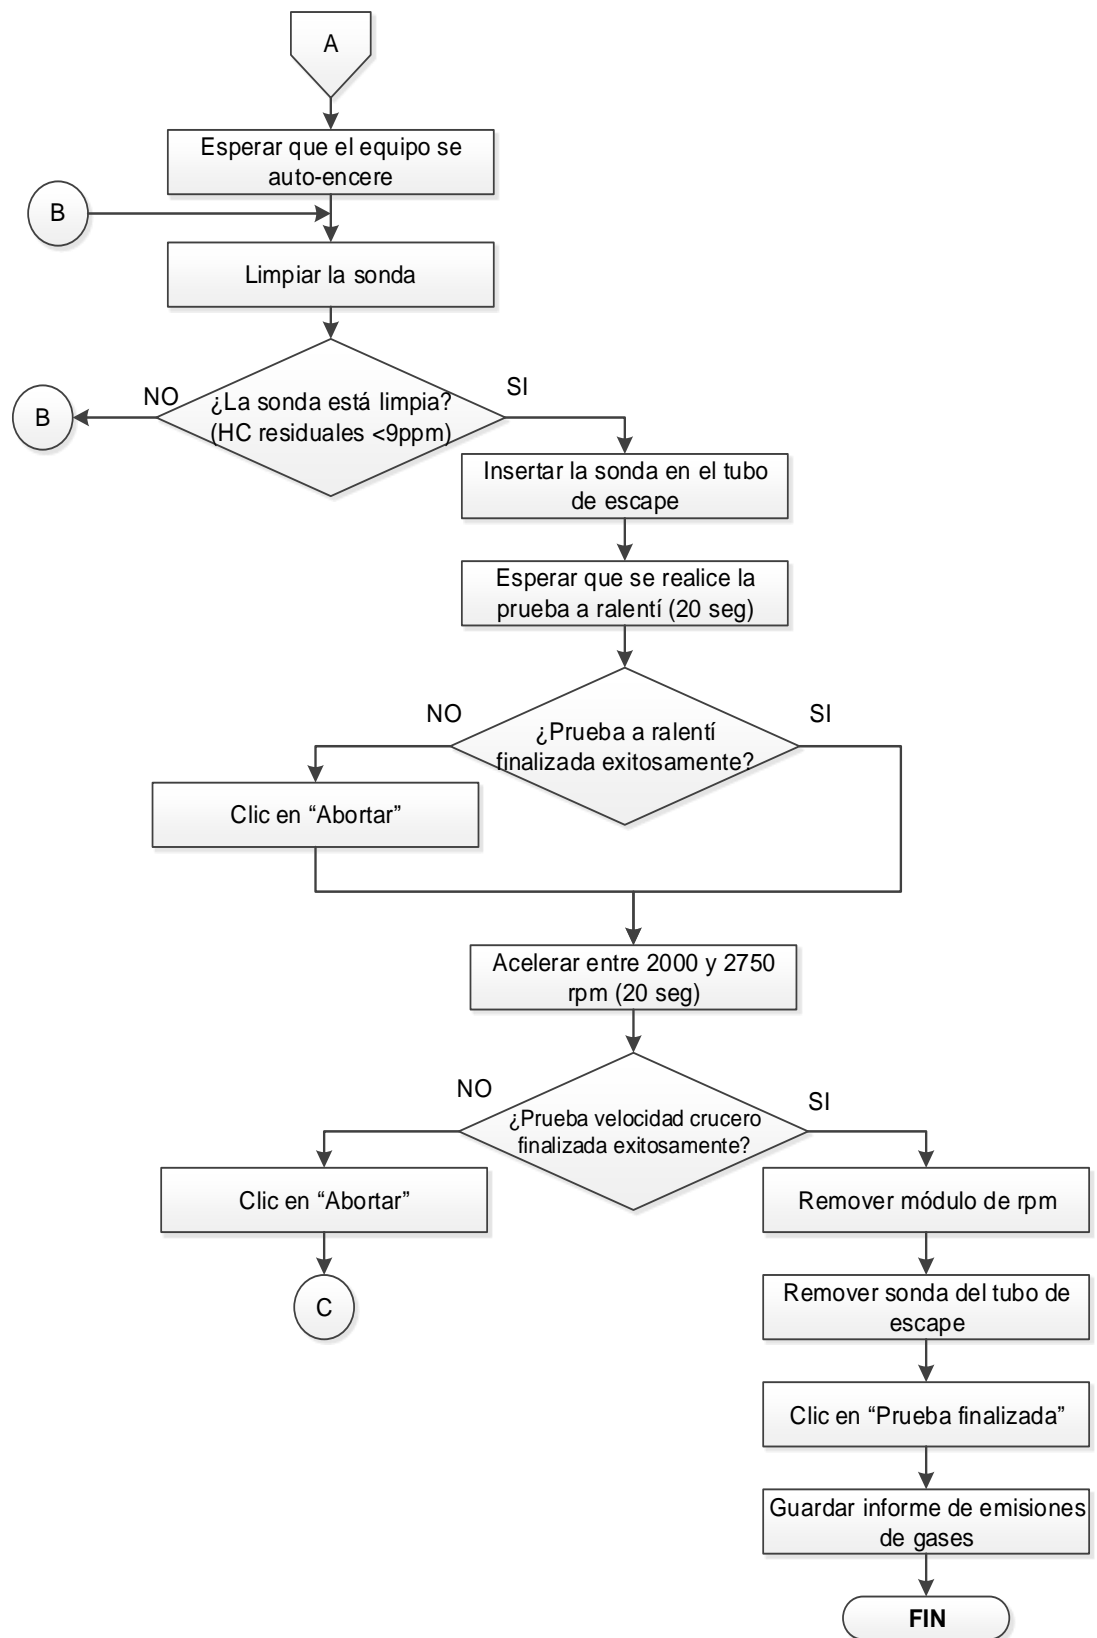 A
Esperar que el equipo se
auto-encere
B
Limpiar la sonda
NO
SI
B
¿La sonda está limpia?
(HC residuales <9ppm)
Insertar la sonda en el tubo
de escape
Esperar que se realice la
prueba a ralentí (20 seg)
NO
SI
¿Prueba a ralentí
finalizada exitosamente?
Clic en “Abortar”
Acelerar entre 2000 y 2750
rpm (20 seg)
NO
SI
¿Prueba velocidad crucero
finalizada exitosamente?
Clic en “Abortar”
Remover módulo de rpm
C
Remover sonda del tubo de
escape
Clic en “Prueba finalizada”
Guardar informe de emisiones
de gases
FIN